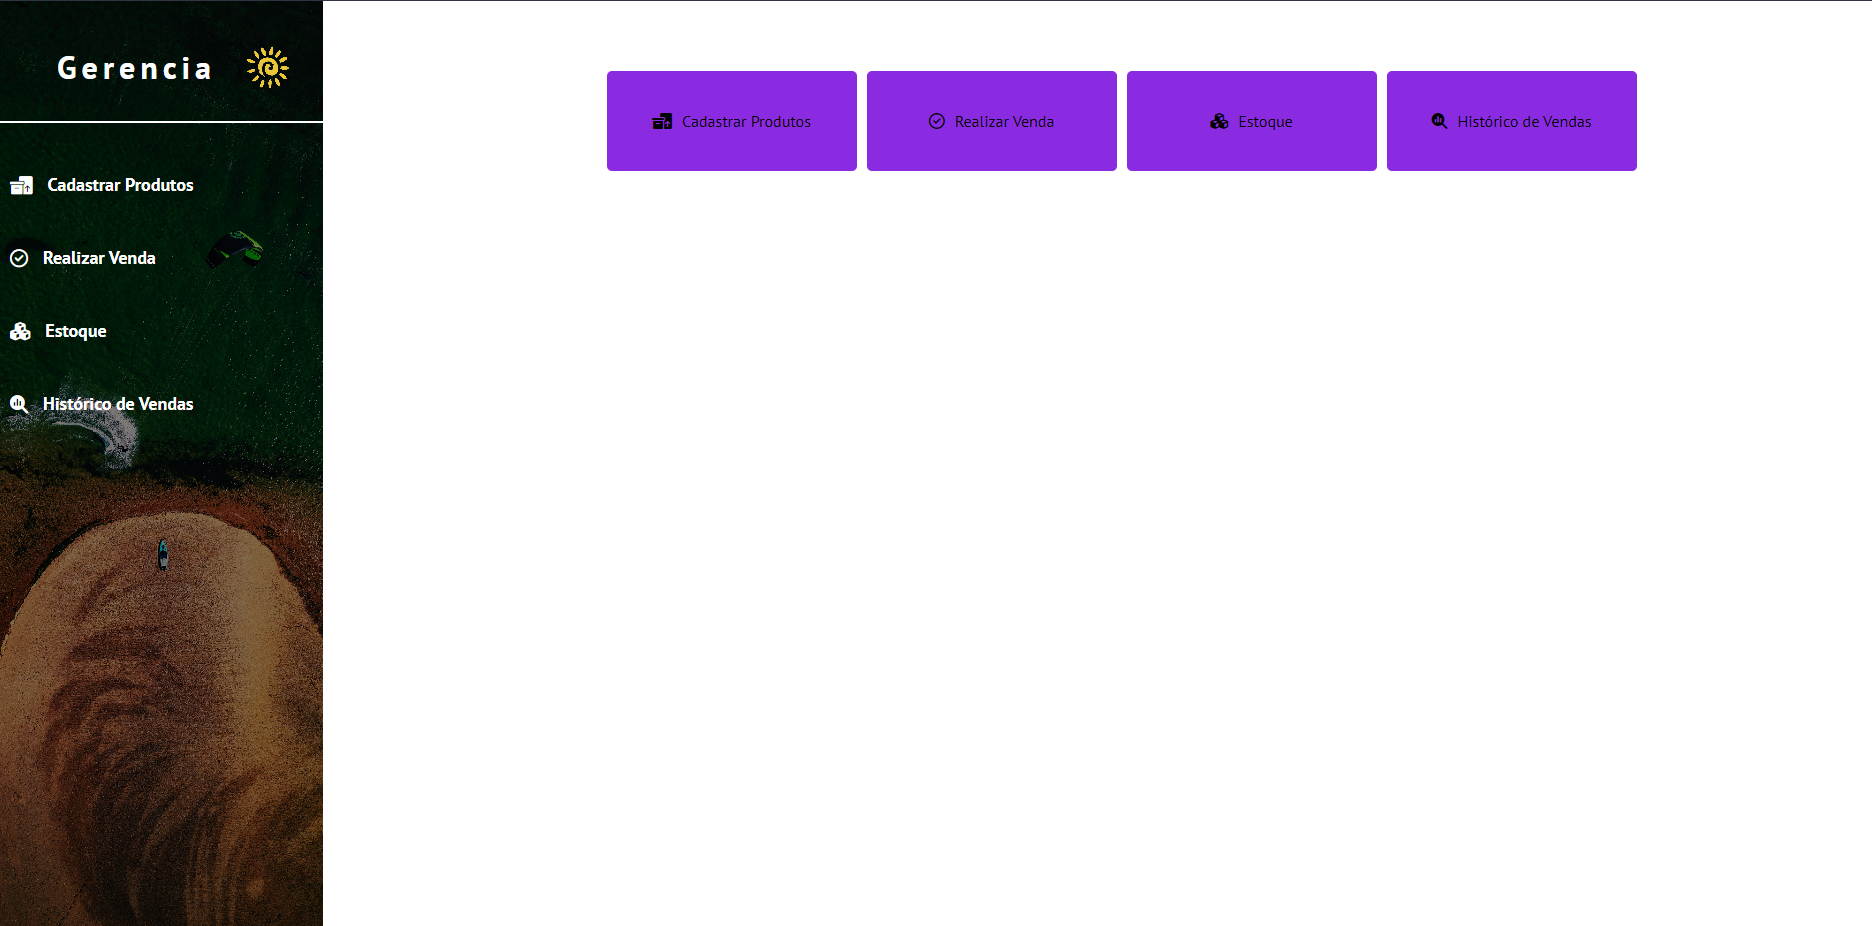 Gerencia
Cadastrar Produtos
Realizar Venda
Estoque
Histórico de Vendas
Cadastrar Produtos
Realizar Venda
Estoque
Histórico de Vendas